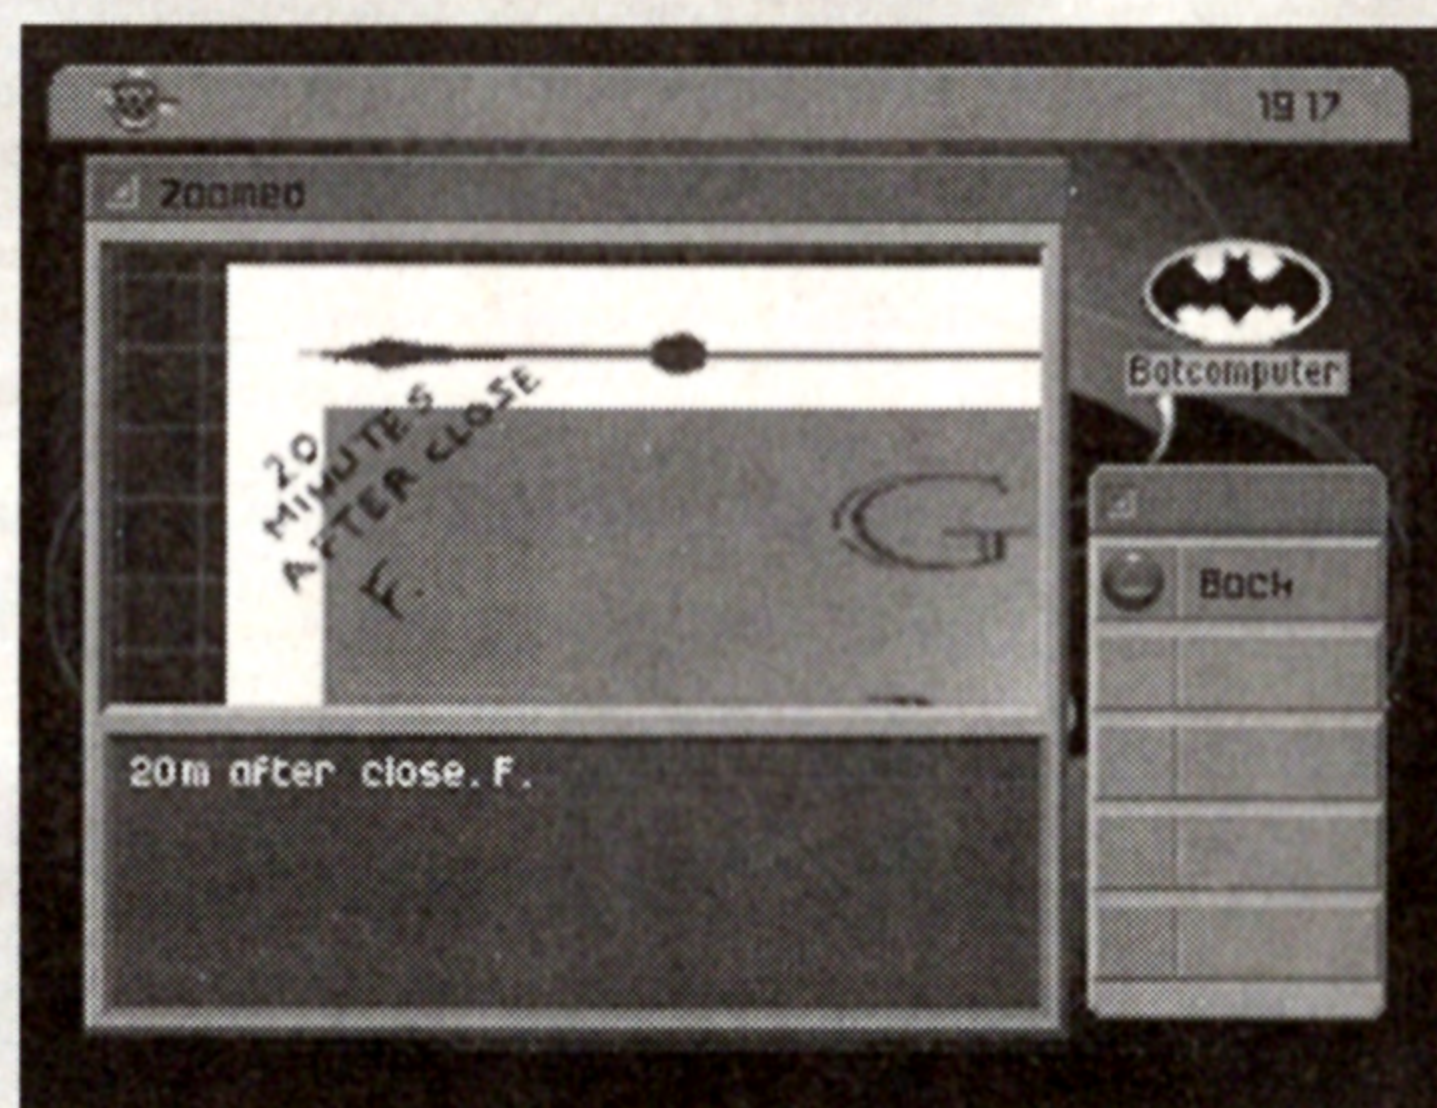 19 17
Zoomed
20
MINUTES
AFTER CLOSE
F.
G
Batcomputer
Back
20m after close. F.